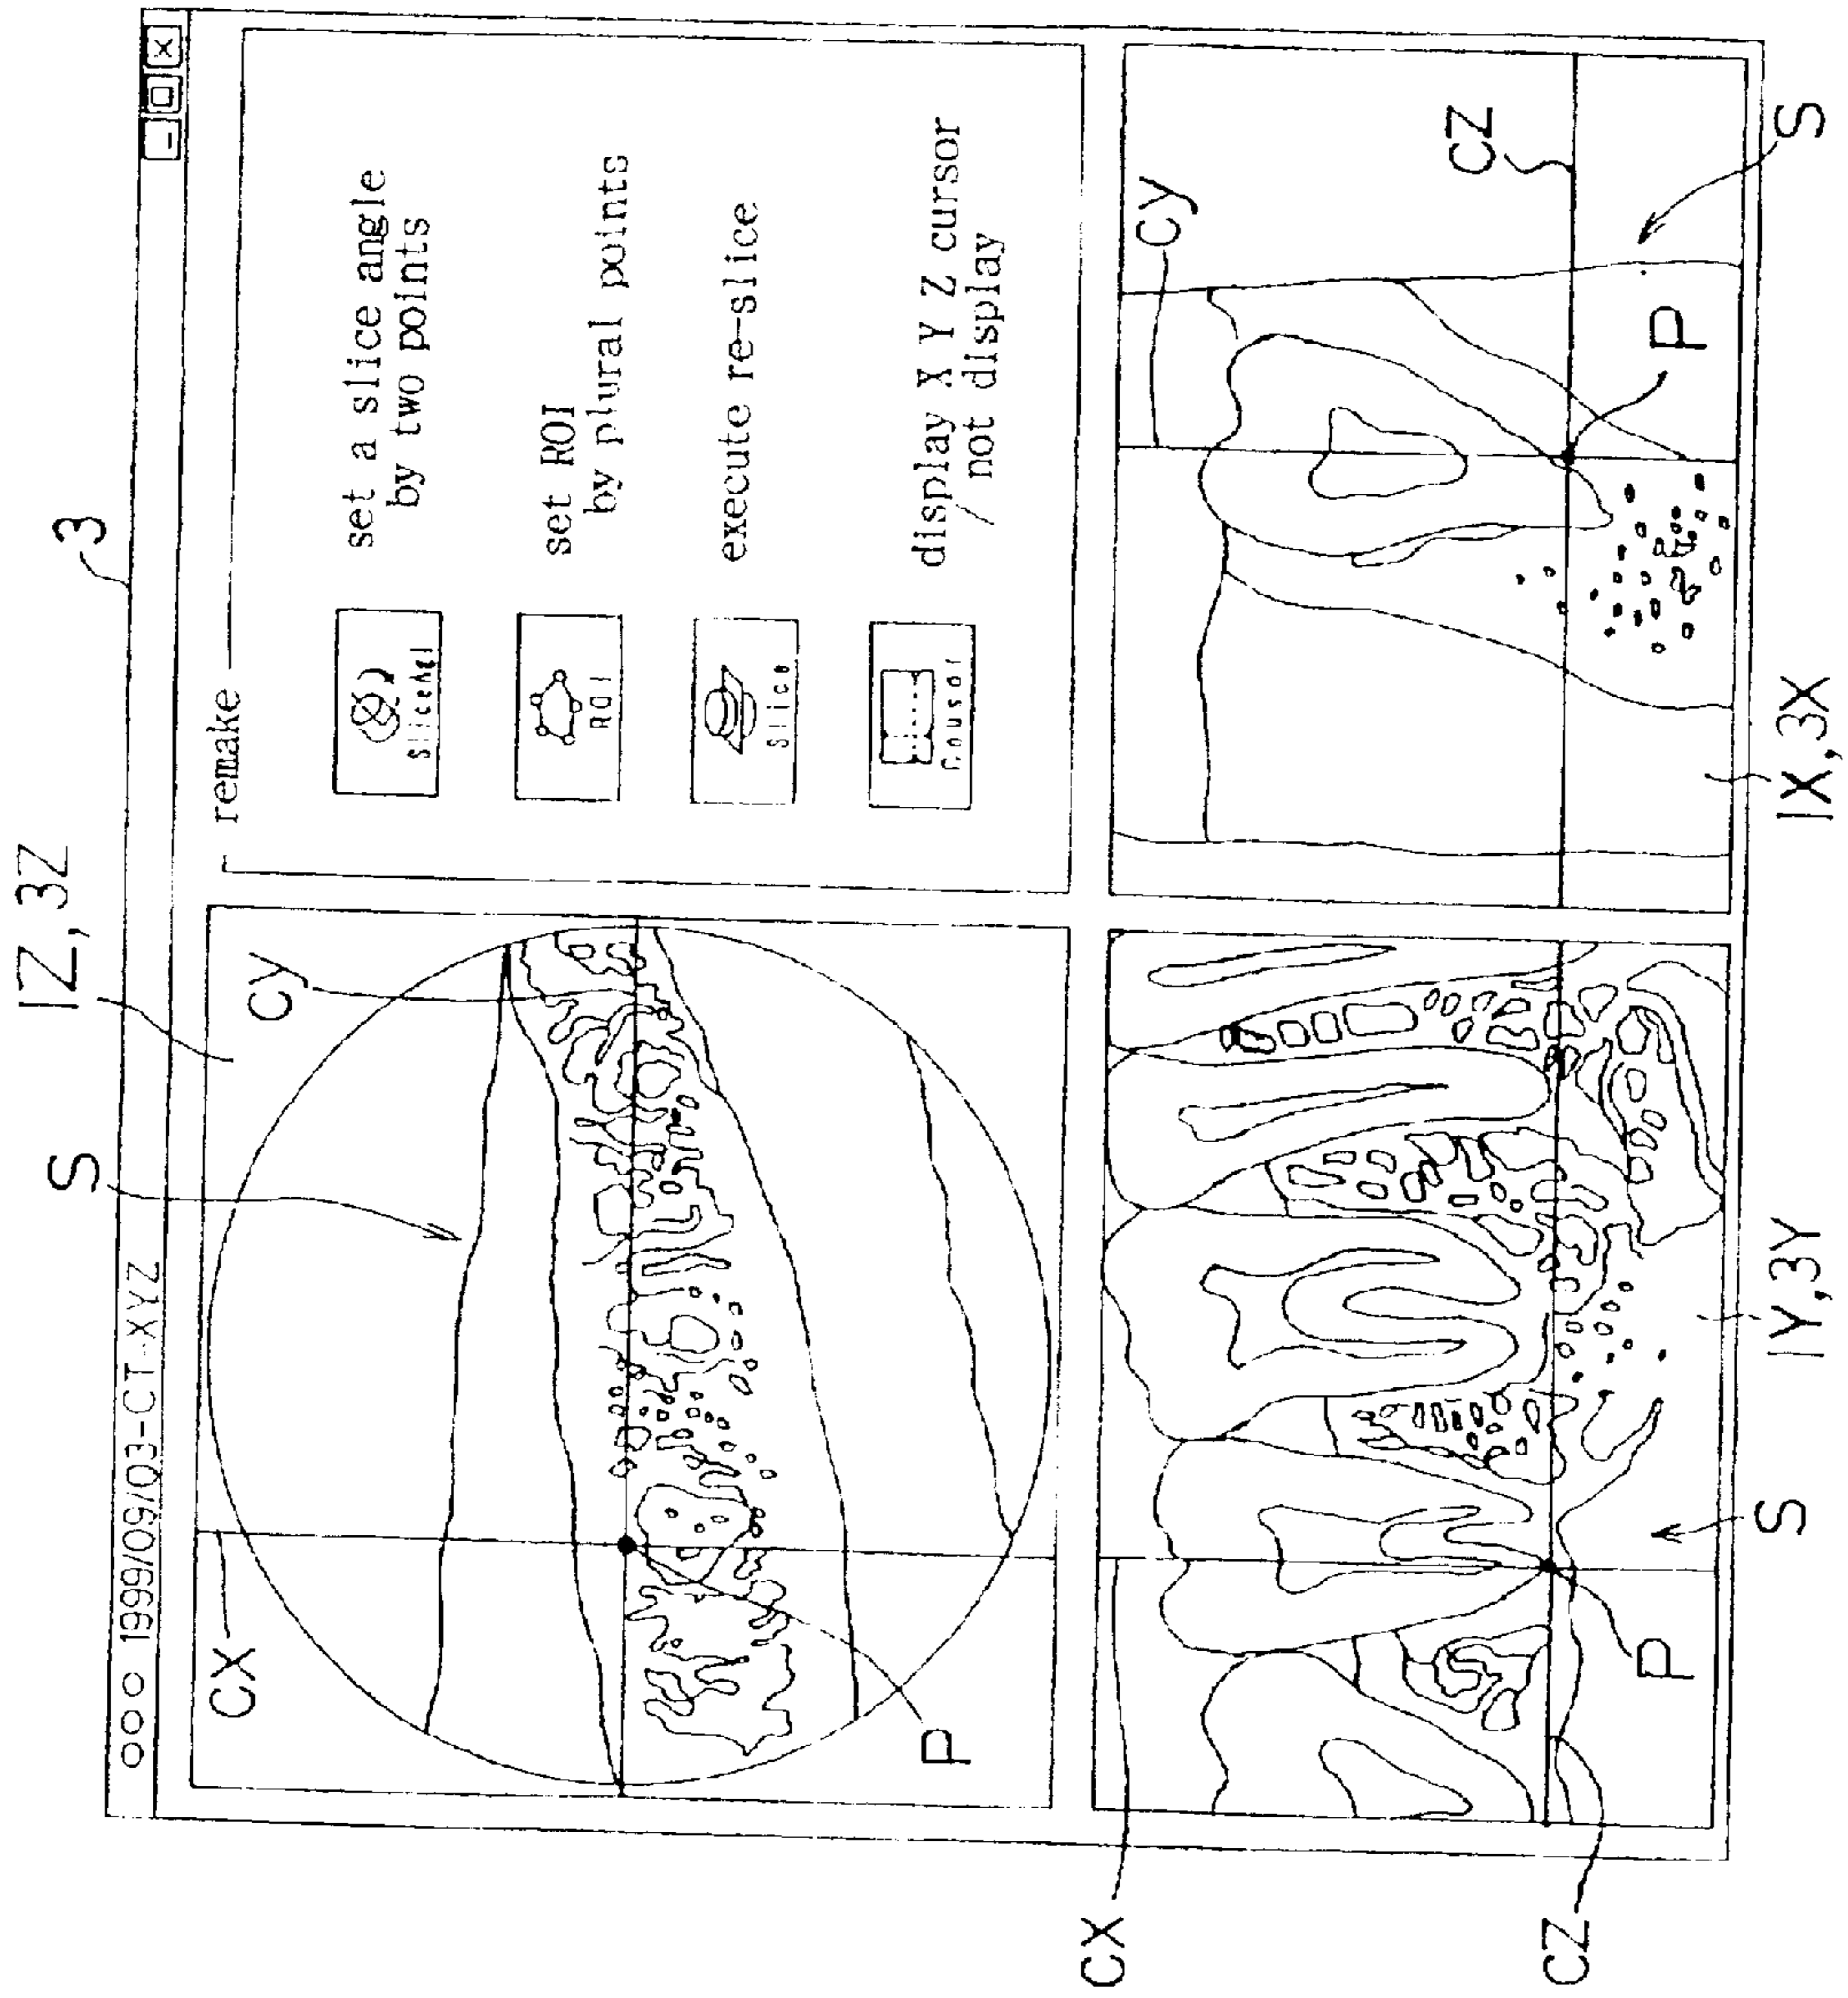 3
1Z, 3Z
○○○ 1999/09/03-CT-XYZ
S
CX
Cy
P
remake
SliceAgl
set a slice angle
by two points
ROI
set ROI
by plural points
Slice
execute re-slice
Cousor
display X Y Z cursor
/ not display
CX
CZ
P
S
1Y,3Y
Cy
CZ
P
S
1X,3X